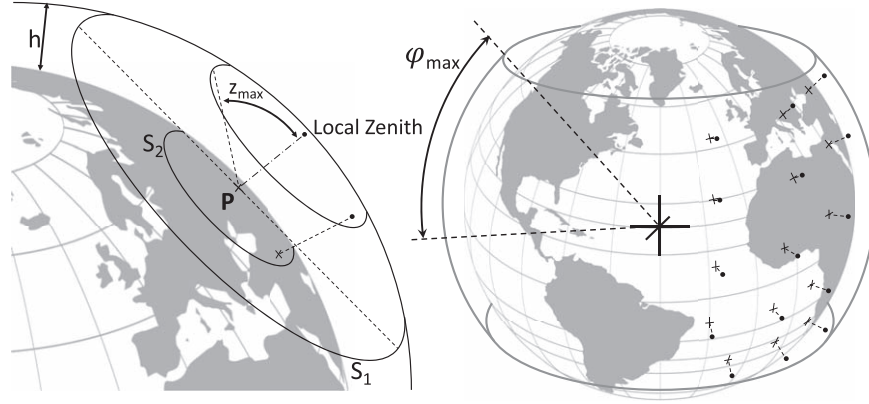 h
z_max
Local Zenith
S_2
P
S_1
φ_max